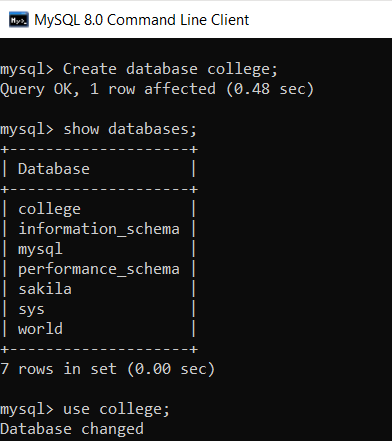 MySQL 8.0 Command Line Client
mysql> Create database college;
Query OK, 1 row affected (0.48 sec)
mysql> show databases;
+--------------------+
| Database           |
+--------------------+
| college            |
| information_schema |
| mysql              |
| performance_schema |
| sakila             |
| sys                |
| world              |
+--------------------+
7 rows in set (0.00 sec)
mysql> use college;
Database changed